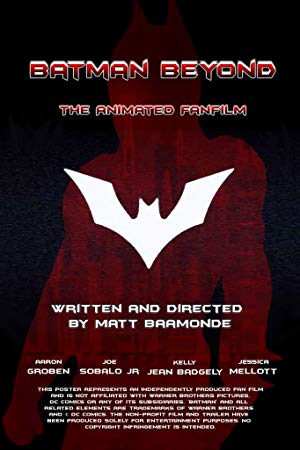 BATMAN BEYOND
THE ANIMATED FANFILM
WRITTEN AND DIRECTED
BY MATT BAAMONDE
AARON GROBEN
JOE SOBALO JR
KELLY JEAN BADGELY
JESSICA MELLOTT
THIS POSTER REPRESENTS AN INDEPENDENTLY PRODUCED FAN FILM
AND IS NOT AFFILIATED WITH WARNER BROTHERS PICTURES,
DC COMICS OR ANY OF ITS SUBSIDIARIES. 'BATMAN' AND ALL
RELATED ELEMENTS ARE TRADEMARKS OF WARNER BROTHERS
AND © DC COMICS. THE NON-PROFIT FILM AND TRAILER HAVE
BEEN PRODUCED SOLELY FOR ENTERTAINMENT PURPOSES. NO
COPYRIGHT INFRINGEMENT IS INTENDED.